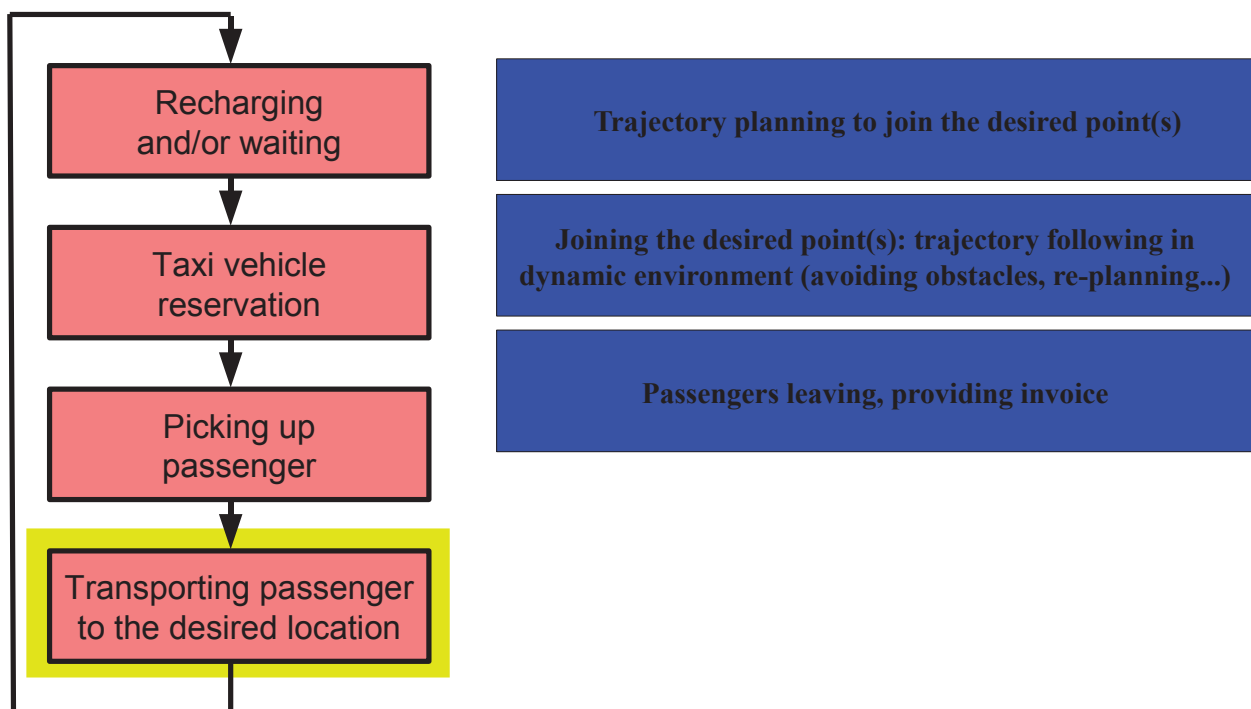 Recharging
and/or waiting
Taxi vehicle
reservation
Picking up
passenger
Transporting passenger
to the desired location
Trajectory planning to join the desired point(s)
Joining the desired point(s): trajectory following in
dynamic environment (avoiding obstacles, re-planning...)
Passengers leaving, providing invoice